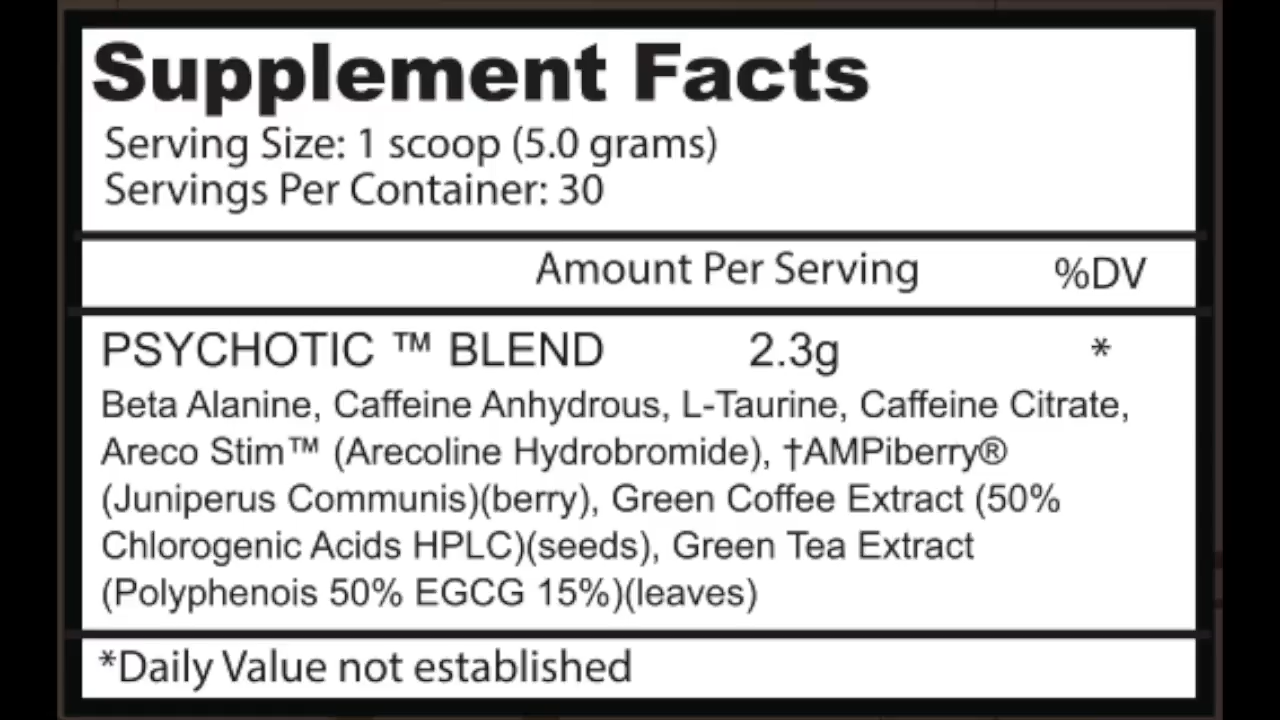 Supplement Facts
Serving Size: 1 scoop (5.0 grams)
Servings Per Container: 30
Amount Per Serving %DV
PSYCHOTIC ™ BLEND 2.3g *
Beta Alanine, Caffeine Anhydrous, L-Taurine, Caffeine Citrate,
Areco Stim™ (Arecoline Hydrobromide), †AMPiberry®
(Juniperus Communis)(berry), Green Coffee Extract (50%
Chlorogenic Acids HPLC)(seeds), Green Tea Extract
(Polyphenois 50% EGCG 15%)(leaves)
*Daily Value not established